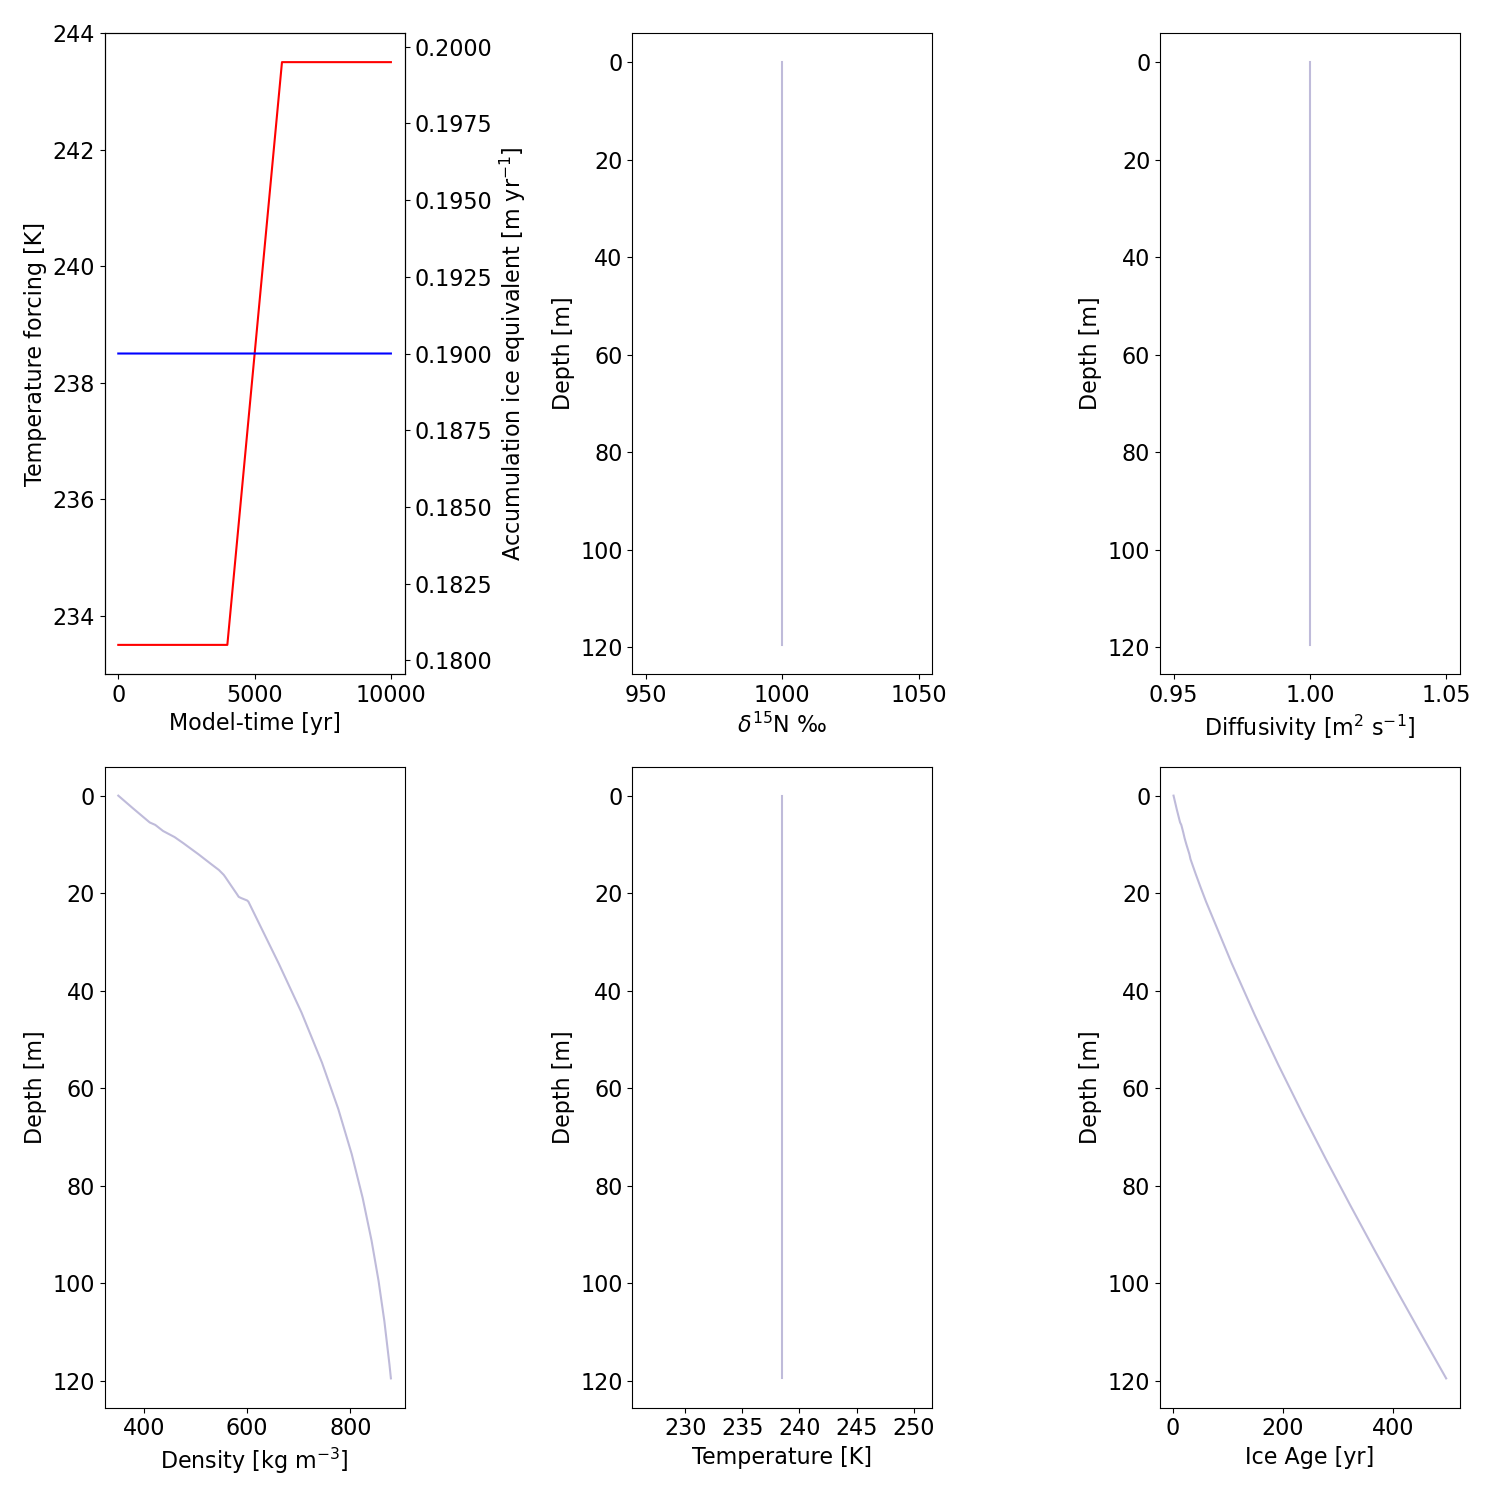 244
242
240
238
236
234
Temperature forcing [K]
0 5000 10000
Model-time [yr]
0.2000
0.1975
0.1950
0.1925
0.1900
0.1875
0.1850
0.1825
0.1800
Accumulation ice equivalent [m yr⁻¹]
0
20
40
60
80
100
120
Depth [m]
950 1000 1050
δ¹⁵N ‰
0
20
40
60
80
100
120
Depth [m]
0.95 1.00 1.05
Diffusivity [m² s⁻¹]
0
20
40
60
80
100
120
Depth [m]
400 600 800
Density [kg m⁻³]
0
20
40
60
80
100
120
Depth [m]
230 235 240 245 250
Temperature [K]
0
20
40
60
80
100
120
Depth [m]
0 200 400
Ice Age [yr]